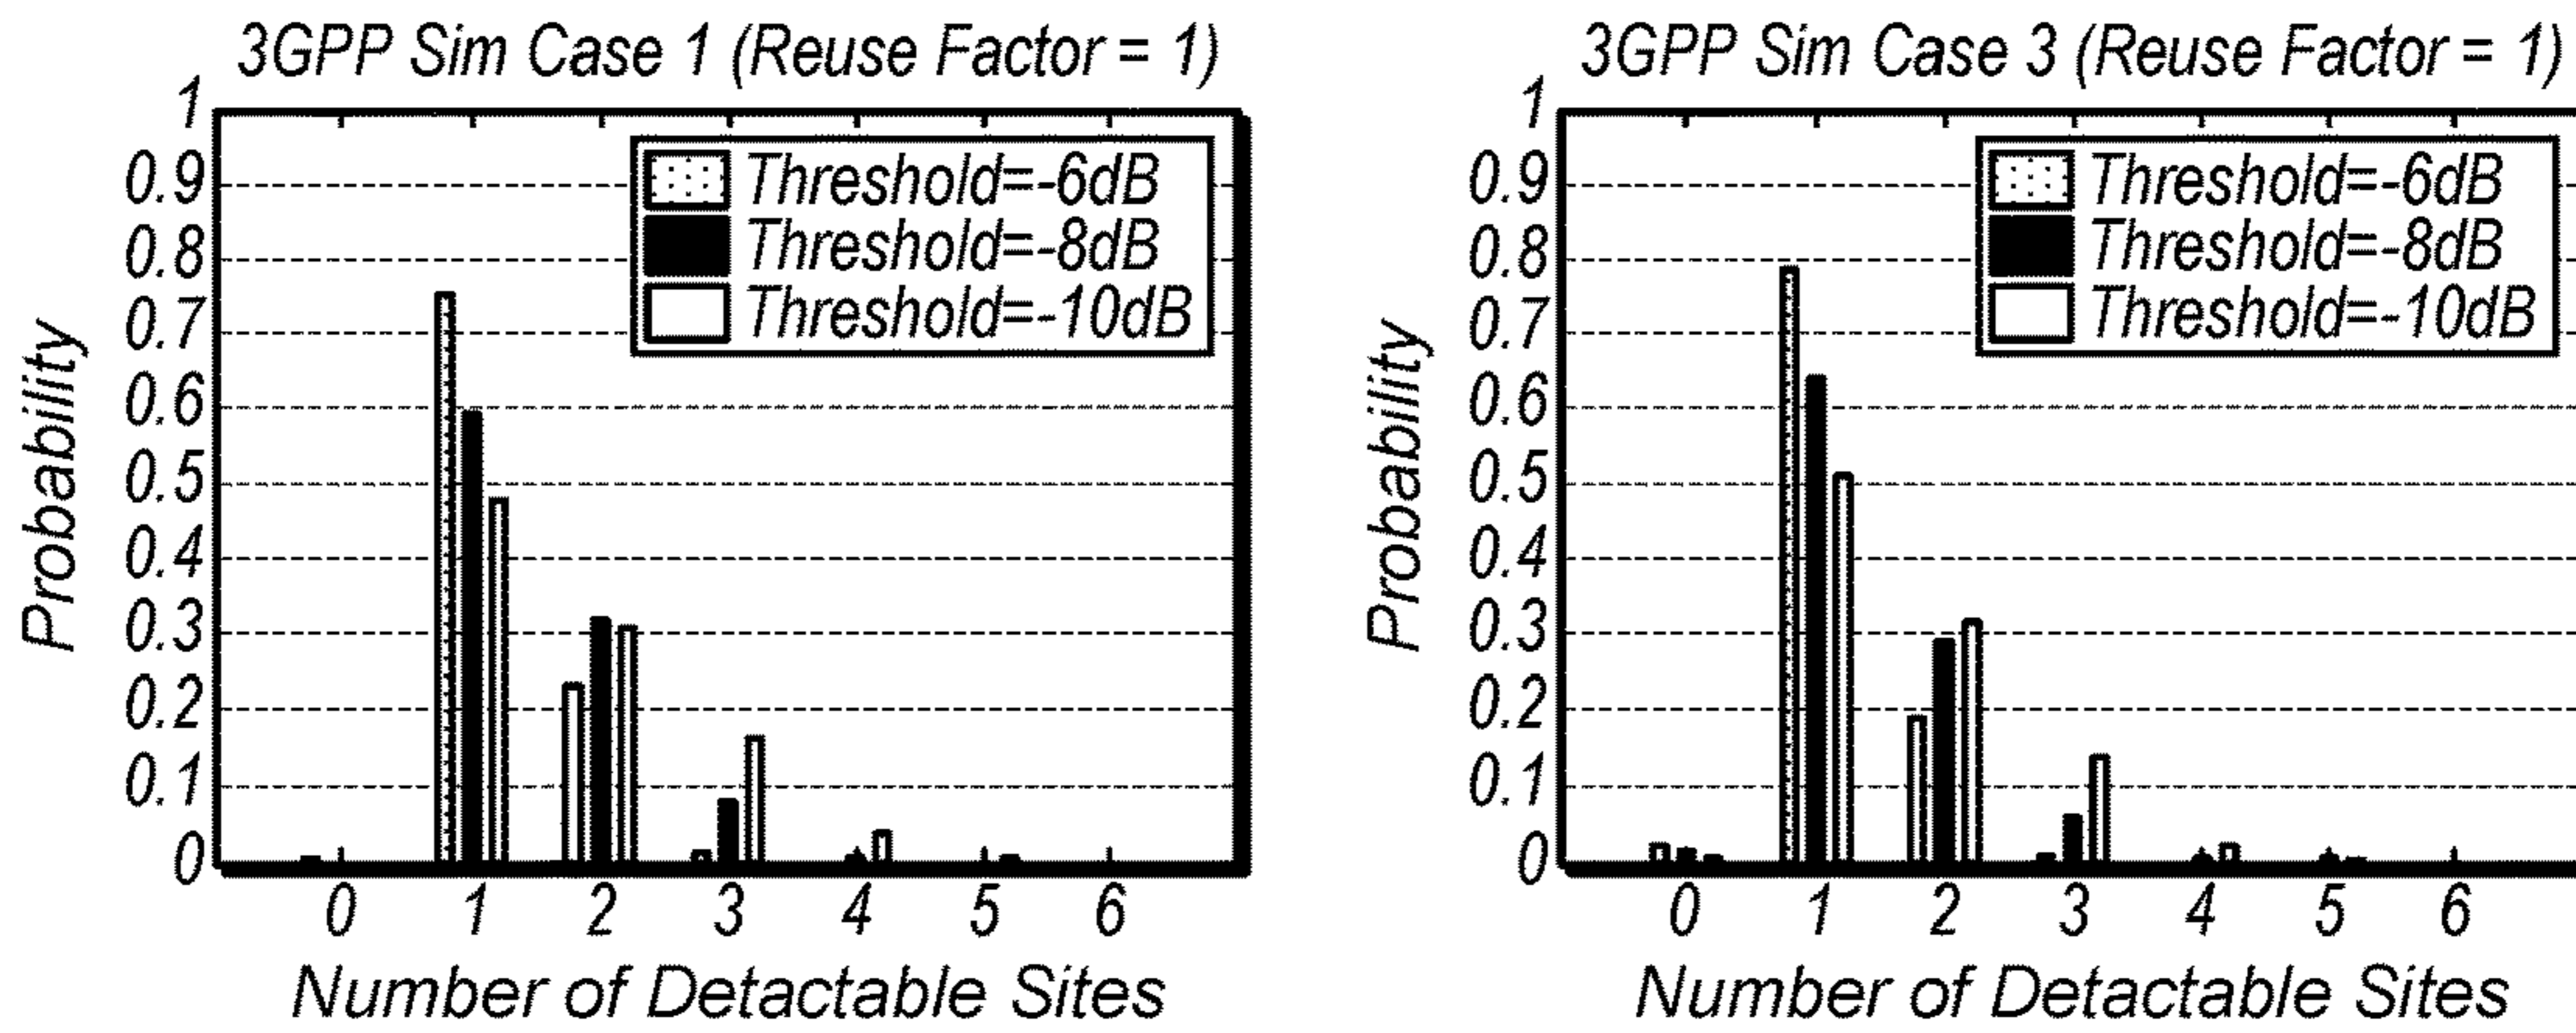 3GPP Sim Case 1 (Reuse Factor = 1)
Probability
1
0.9
0.8
0.7
0.6
0.5
0.4
0.3
0.2
0.1
0
Threshold=-6dB
Threshold=-8dB
Threshold=-10dB
0 1 2 3 4 5 6
Number of Detactable Sites
3GPP Sim Case 3 (Reuse Factor = 1)
Probability
1
0.9
0.8
0.7
0.6
0.5
0.4
0.3
0.2
0.1
0
Threshold=-6dB
Threshold=-8dB
Threshold=-10dB
0 1 2 3 4 5 6
Number of Detactable Sites